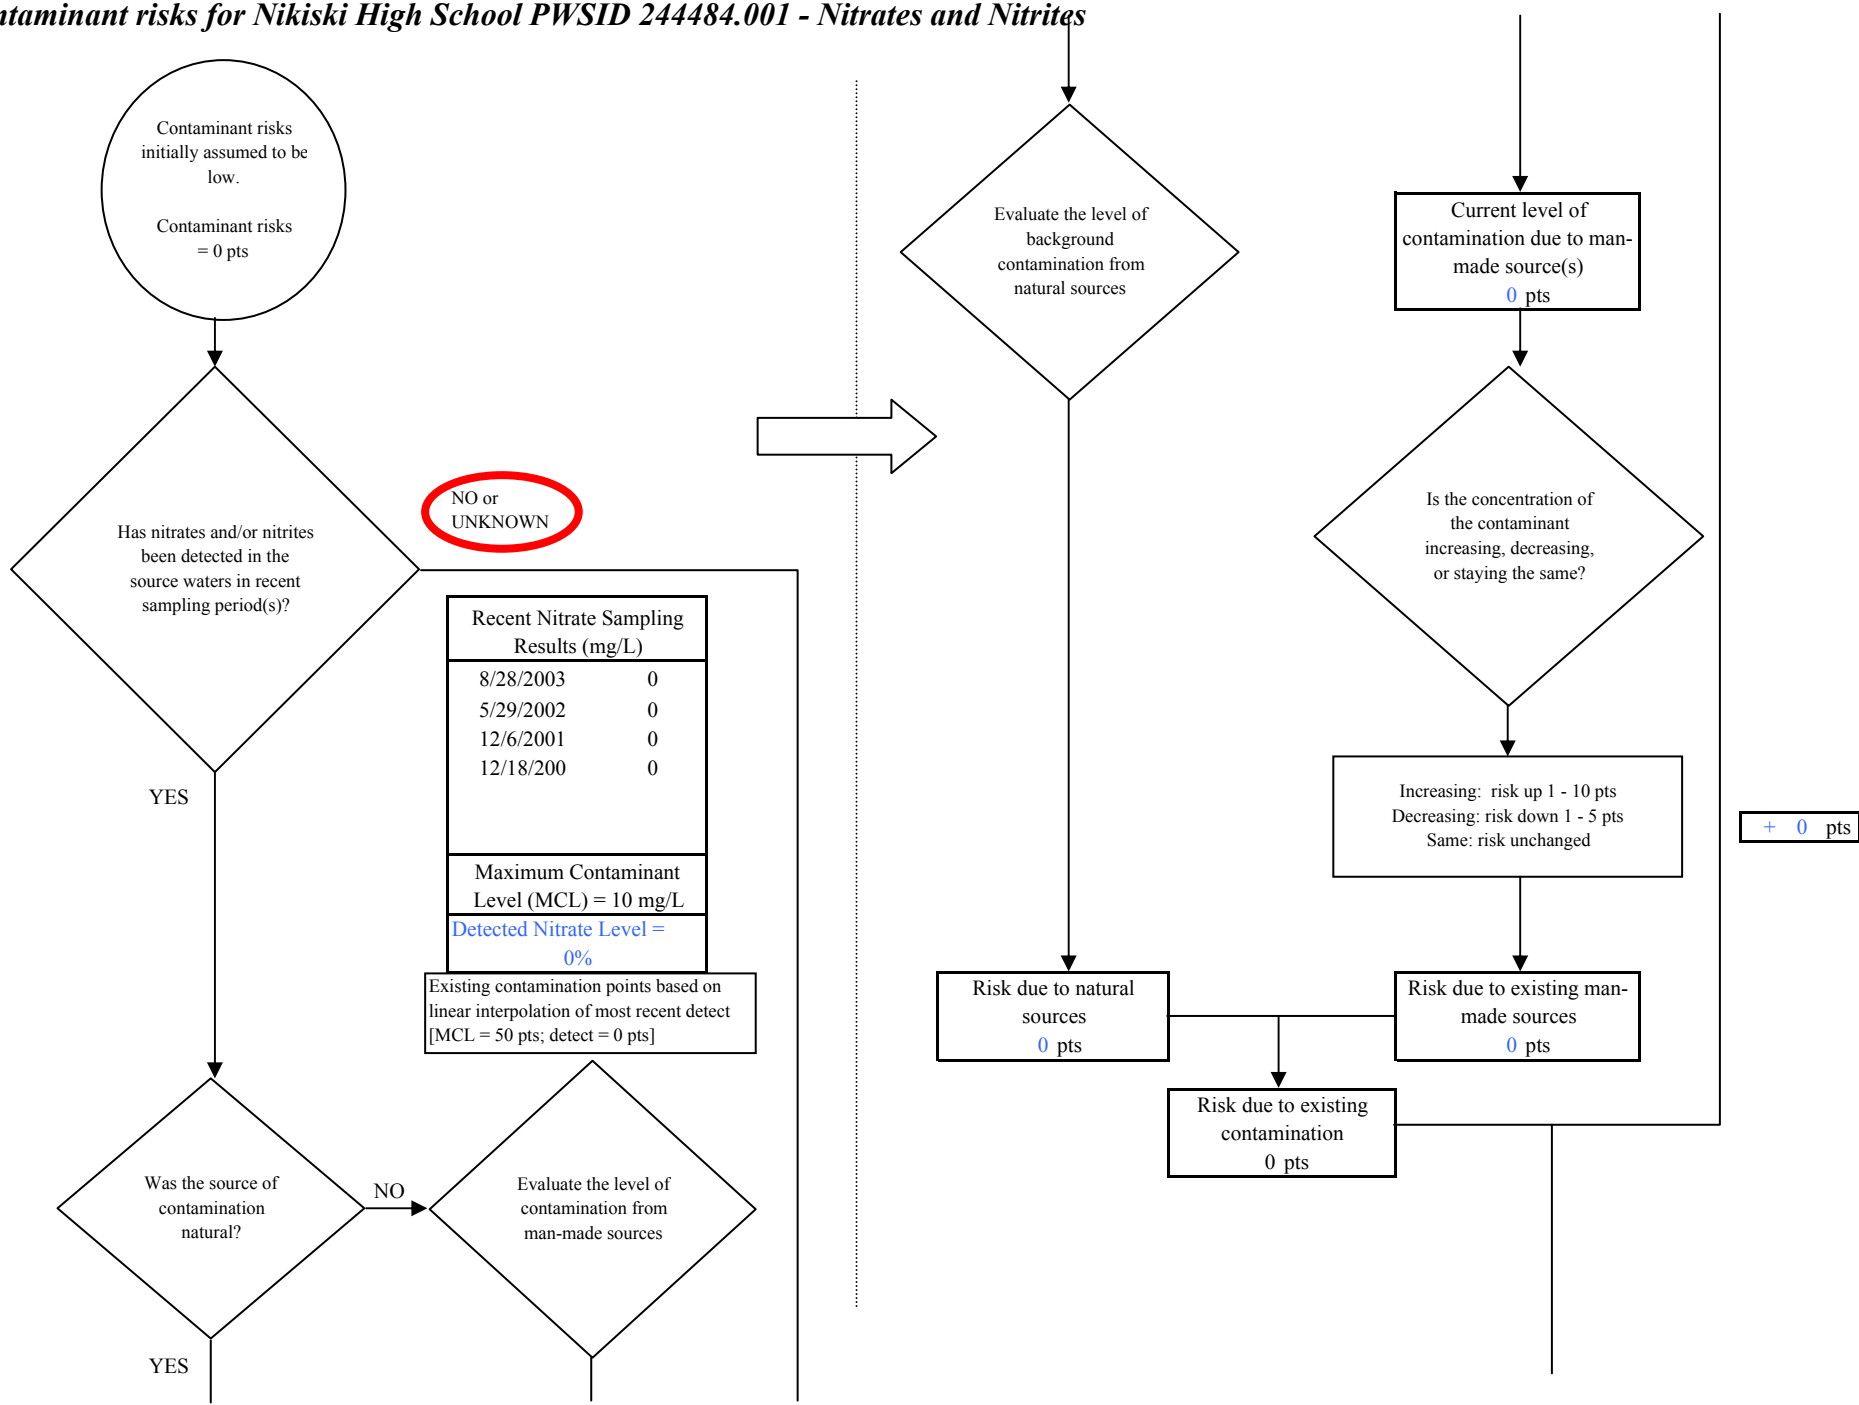 ntaminant risks for Nikiski High School PWSID 244484.001 - Nitrates and Nitrites
Contaminant risks
initially assumed to be
low.
Contaminant risks
= 0 pts
Has nitrates and/or nitrites
been detected in the
source waters in recent
sampling period(s)?
NO or
UNKNOWN
YES
Recent Nitrate Sampling
Results (mg/L)
8/28/2003 0
5/29/2002 0
12/6/2001 0
12/18/200 0
Maximum Contaminant
Level (MCL) = 10 mg/L
Detected Nitrate Level =
0%
Existing contamination points based on
linear interpolation of most recent detect
[MCL = 50 pts; detect = 0 pts]
Was the source of
contamination
natural?
NO
YES
Evaluate the level of
contamination from
man-made sources
Evaluate the level of
background
contamination from
natural sources
Current level of
contamination due to man-
made source(s)
0 pts
Is the concentration of
the contaminant
increasing, decreasing,
or staying the same?
Increasing: risk up 1 - 10 pts
Decreasing: risk down 1 - 5 pts
Same: risk unchanged
+ 0 pts
Risk due to natural
sources
0 pts
Risk due to existing man-
made sources
0 pts
Risk due to existing
contamination
0 pts